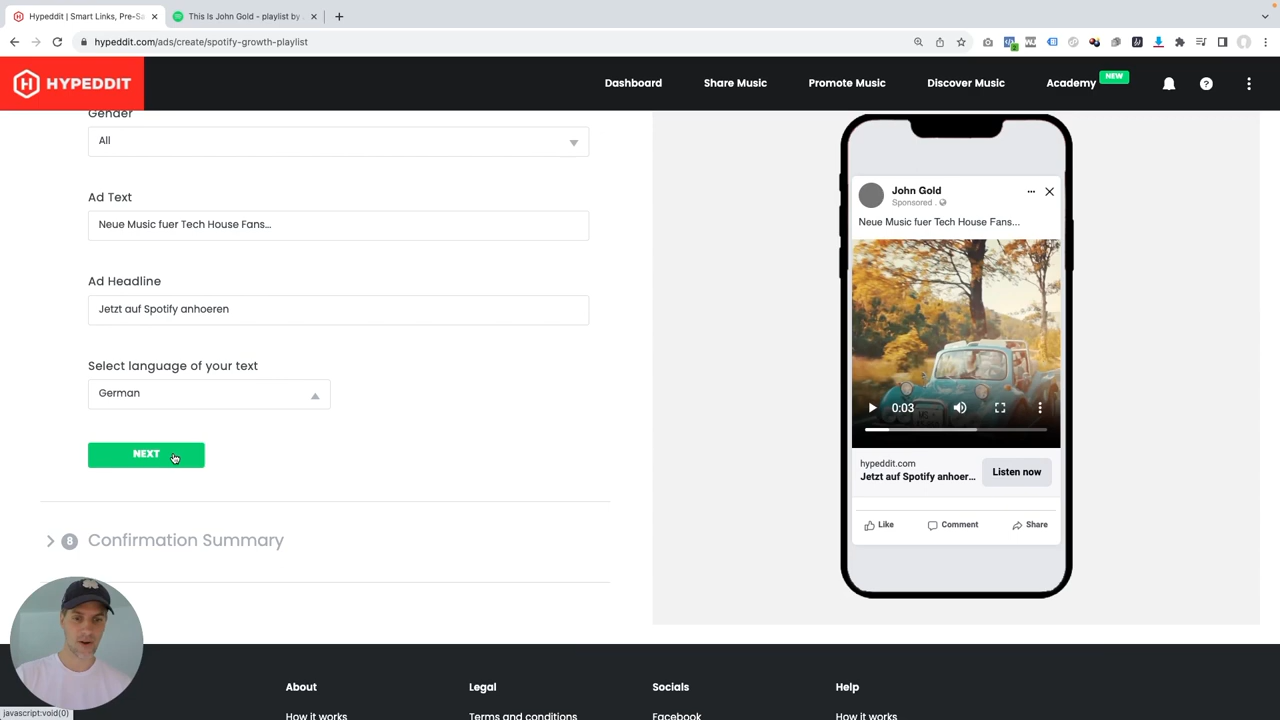 Hypeddit | Smart Links, Pre-Sa
This Is John Gold - playlist by
hypeddit.com/ads/create/spotify-growth-playlist
HYPEDDIT
Dashboard
Share Music
Promote Music
Discover Music
Academy
NEW
Gender
All
Ad Text
Neue Music fuer Tech House Fans...
Ad Headline
Jetzt auf Spotify anhoeren
Select language of your text
German
NEXT
8 Confirmation Summary
John Gold
Sponsored .
Neue Music fuer Tech House Fans...
0:03
hypeddit.com
Jetzt auf Spotify anhoer...
Listen now
Like
Comment
Share
About
Legal
Socials
Help
How it works
Terms and conditions
Facebook
How it works
javascript:void(0)